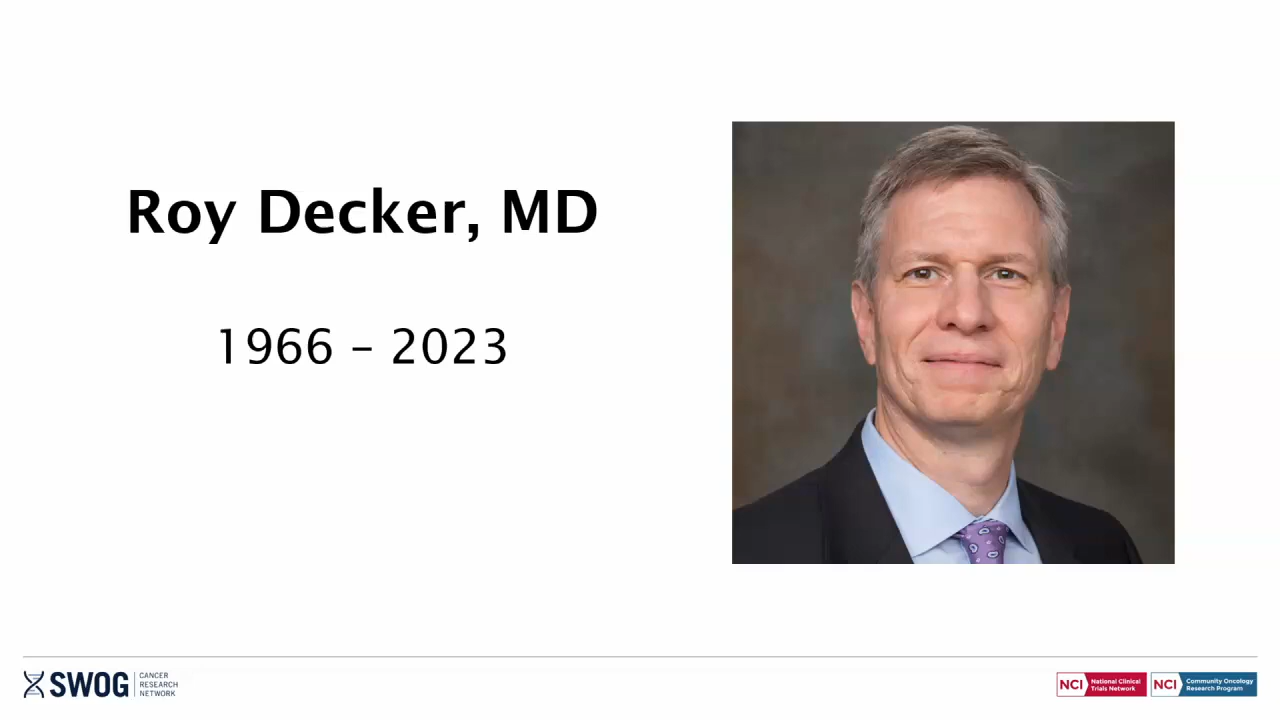 Roy Decker, MD
1966 – 2023
SWOG
CANCER
RESEARCH
NETWORK
NCI
National Clinical
Trials Network
NCI
Community Oncology
Research Program